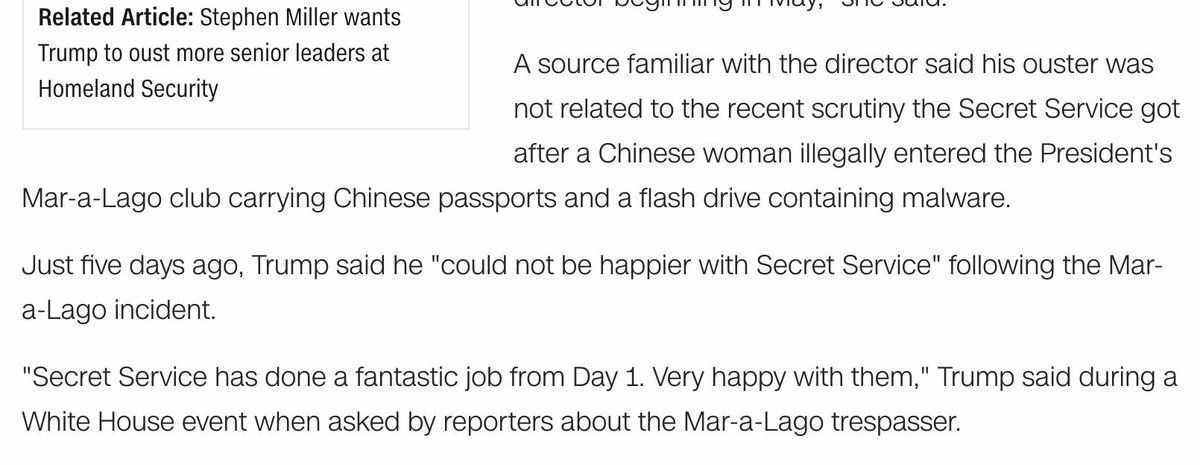 Related Article: Stephen Miller wants
Trump to oust more senior leaders at
Homeland Security
director beginning in May," she said.
A source familiar with the director said his ouster was
not related to the recent scrutiny the Secret Service got
after a Chinese woman illegally entered the President's
Mar-a-Lago club carrying Chinese passports and a flash drive containing malware.
Just five days ago, Trump said he "could not be happier with Secret Service" following the Mar-
a-Lago incident.
"Secret Service has done a fantastic job from Day 1. Very happy with them," Trump said during a
White House event when asked by reporters about the Mar-a-Lago trespasser.